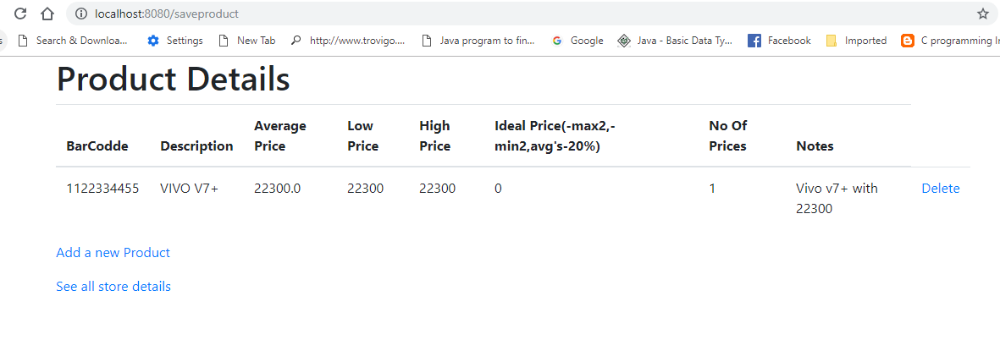 localhost:8080/saveproduct
s Search & Downloa... Settings New Tab http://www.trovigo.... Java program to fin... Google Java - Basic Data Ty... Facebook Imported C programming In
Product Details
BarCodde Description Average Price Low Price High Price Ideal Price(-max2,-min2,avg's-20%) No Of Prices Notes
1122334455 VIVO V7+ 22300.0 22300 22300 0 1 Vivo v7+ with 22300 Delete
Add a new Product
See all store details